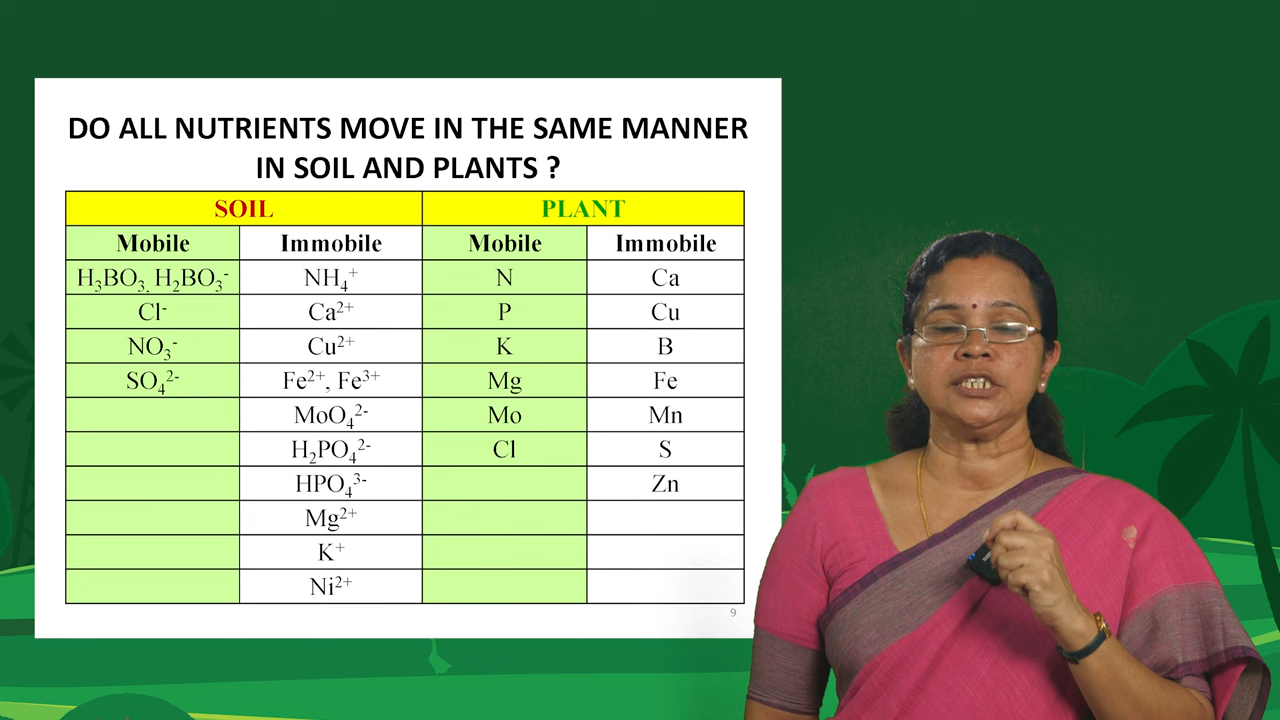 DO ALL NUTRIENTS MOVE IN THE SAME MANNER
IN SOIL AND PLANTS ?
SOIL PLANT
Mobile Immobile Mobile Immobile
H₃BO₃, H₂BO₃⁻ NH₄⁺ N Ca
Cl⁻ Ca²⁺ P Cu
NO₃⁻ Cu²⁺ K B
SO₄²⁻ Fe²⁺, Fe³⁺ Mg Fe
MoO₄²⁻ Mo Mn
H₂PO₄²⁻ Cl S
HPO₄³⁻ Zn
Mg²⁺
K⁺
Ni²⁺
9